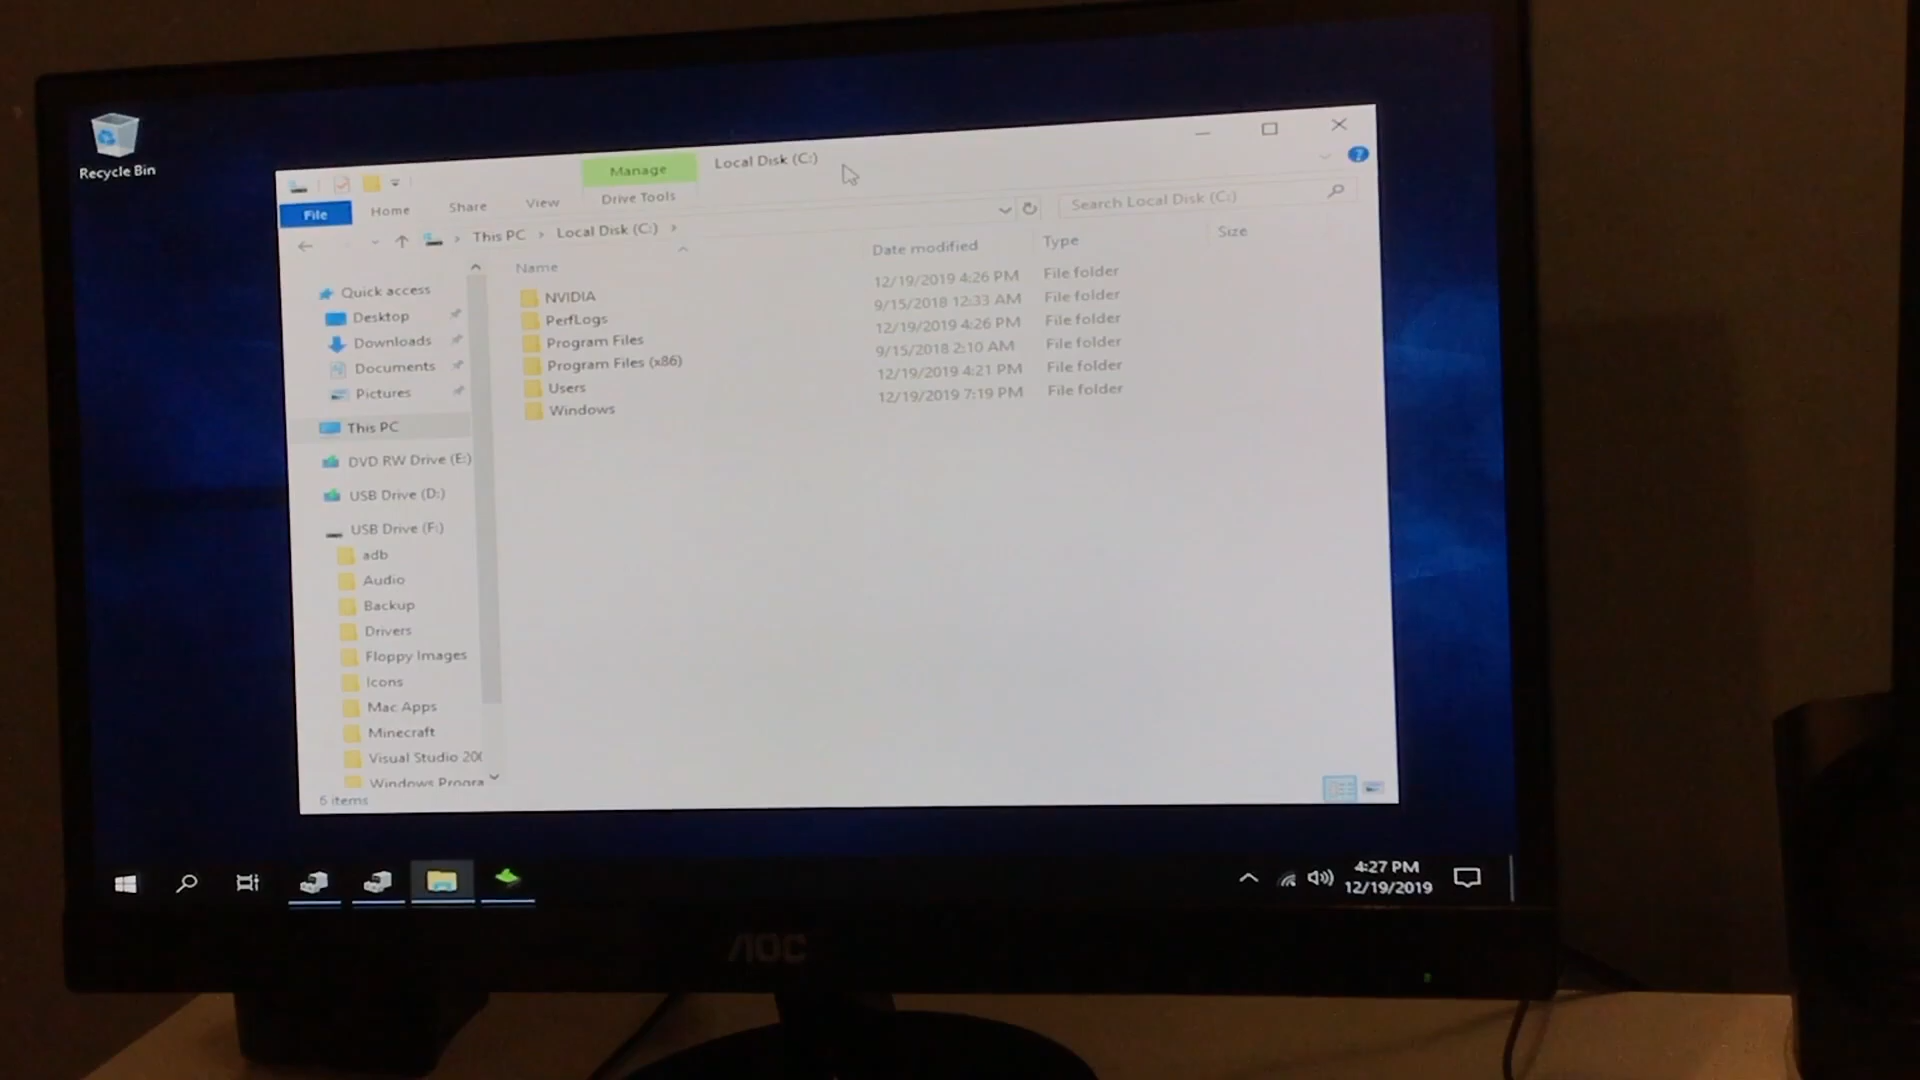 Recycle Bin
Manage
Local Disk (C:)
File
Home
Share
View
Drive Tools
This PC
Local Disk (C:)
Search Local Disk (C:)
Name
Date modified
Type
Size
NVIDIA
12/19/2019 4:26 PM
File folder
PerfLogs
9/15/2018 12:33 AM
File folder
Program Files
12/19/2019 4:26 PM
File folder
Program Files (x86)
9/15/2018 2:10 AM
File folder
Users
12/19/2019 4:21 PM
File folder
Windows
12/19/2019 7:19 PM
File folder
Quick access
Desktop
Downloads
Documents
Pictures
This PC
DVD RW Drive (E:)
USB Drive (D:)
USB Drive (F:)
adb
Audio
Backup
Drivers
Floppy Images
Icons
Mac Apps
Minecraft
Visual Studio 200
Windows Progra
6 items
4:27 PM
12/19/2019
AOC